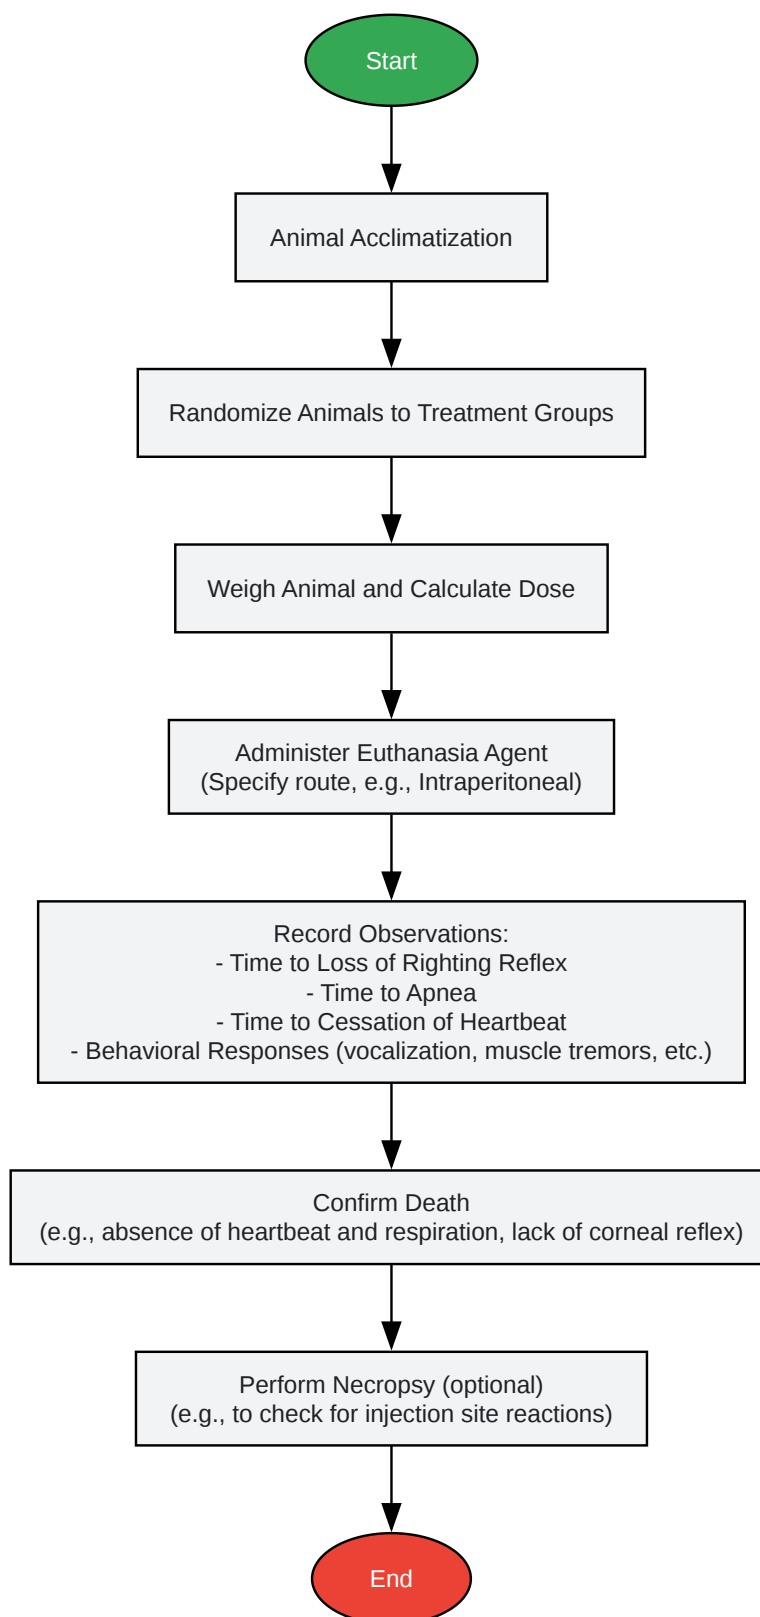 Start
Animal Acclimatization
Randomize Animals to Treatment Groups
Weigh Animal and Calculate Dose
Administer Euthanasia Agent
(Specify route, e.g., Intraperitoneal)
Record Observations:
- Time to Loss of Righting Reflex
- Time to Apnea
- Time to Cessation of Heartbeat
- Behavioral Responses (vocalization, muscle tremors, etc.)
Confirm Death
(e.g., absence of heartbeat and respiration, lack of corneal reflex)
Perform Necropsy (optional)
(e.g., to check for injection site reactions)
End